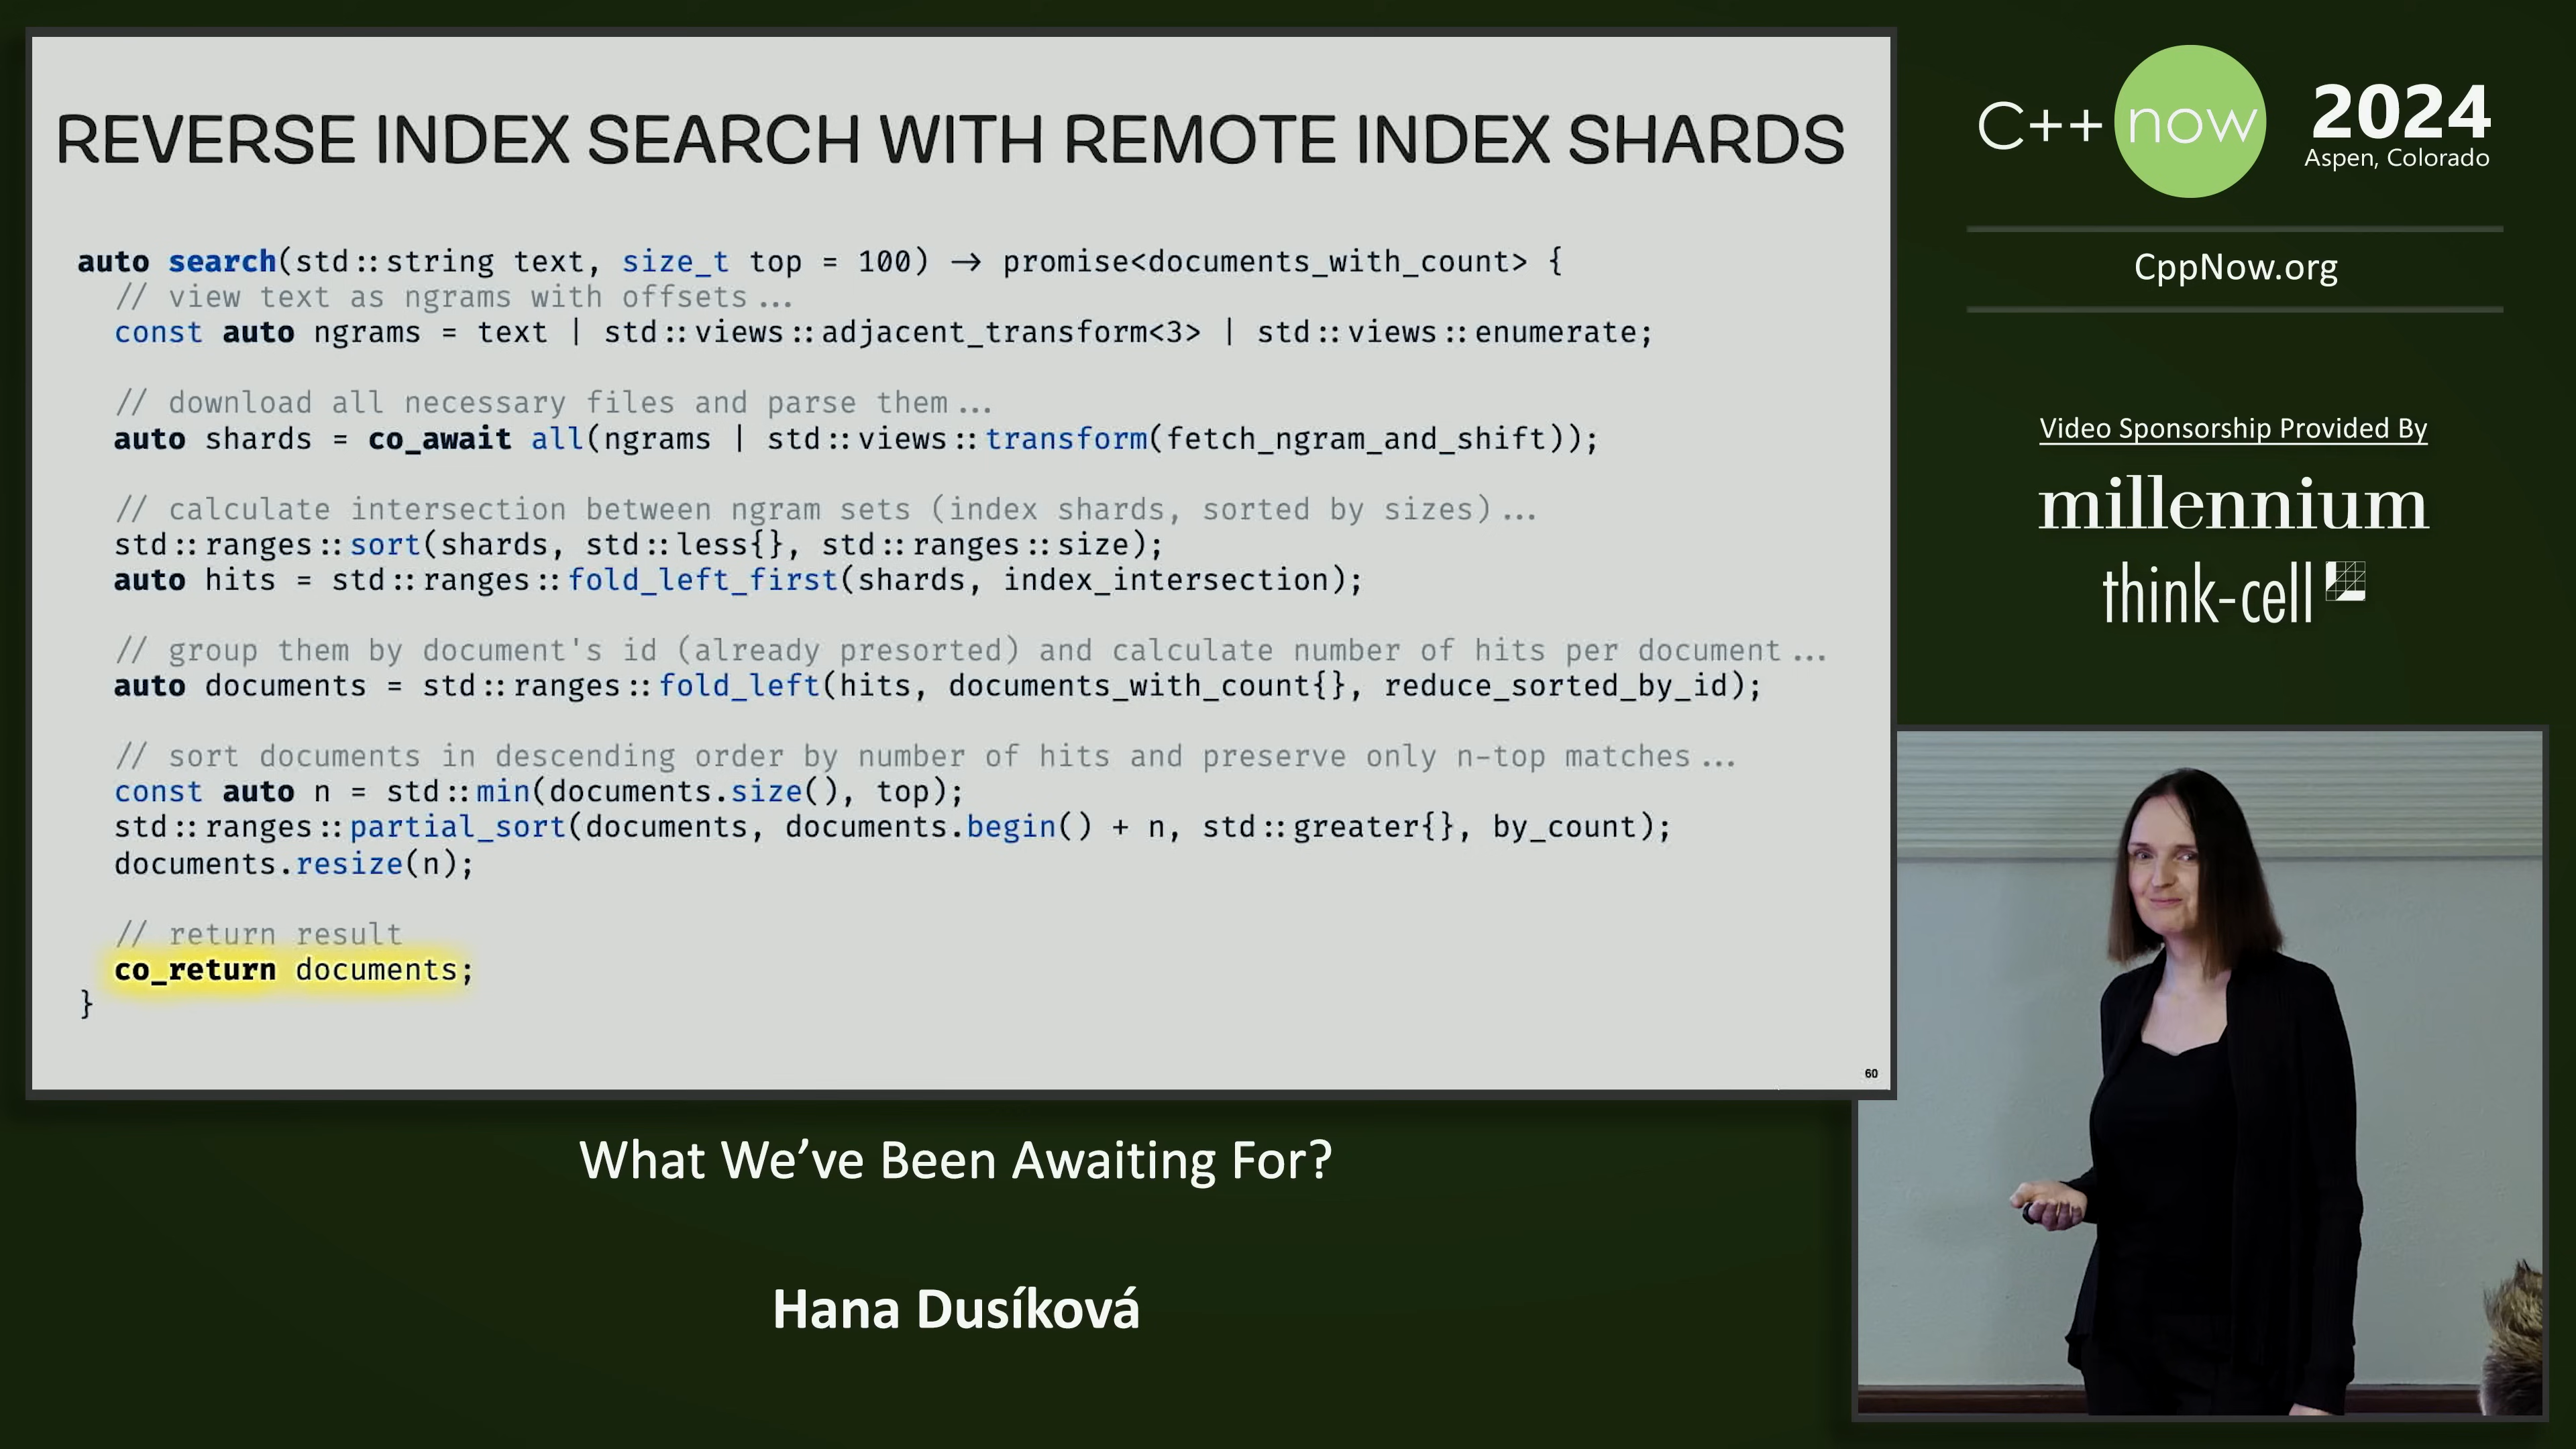 REVERSE INDEX SEARCH WITH REMOTE INDEX SHARDS
auto search(std::string text, size_t top = 100) → promise<documents_with_count> {
// view text as ngrams with offsets...
const auto ngrams = text | std::views::adjacent_transform<3> | std::views::enumerate;
// download all necessary files and parse them...
auto shards = co_await all(ngrams | std::views::transform(fetch_ngram_and_shift));
// calculate intersection between ngram sets (index shards, sorted by sizes)...
std::ranges::sort(shards, std::less{}, std::ranges::size);
auto hits = std::ranges::fold_left_first(shards, index_intersection);
// group them by document's id (already presorted) and calculate number of hits per document...
auto documents = std::ranges::fold_left(hits, documents_with_count{}, reduce_sorted_by_id);
// sort documents in descending order by number of hits and preserve only n-top matches...
const auto n = std::min(documents.size(), top);
std::ranges::partial_sort(documents, documents.begin() + n, std::greater{}, by_count);
documents.resize(n);
// return result
co_return documents;
}
60
C++ now 2024
Aspen, Colorado
CppNow.org
Video Sponsorship Provided By
millennium
think-cell
What We’ve Been Awaiting For?
Hana Dusíková